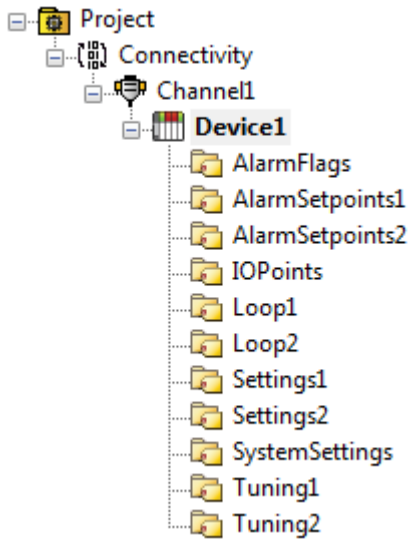 Project
Connectivity
Channel1
Device1
AlarmFlags
AlarmSetpoints1
AlarmSetpoints2
IOPoints
Loop1
Loop2
Settings1
Settings2
SystemSettings
Tuning1
Tuning2